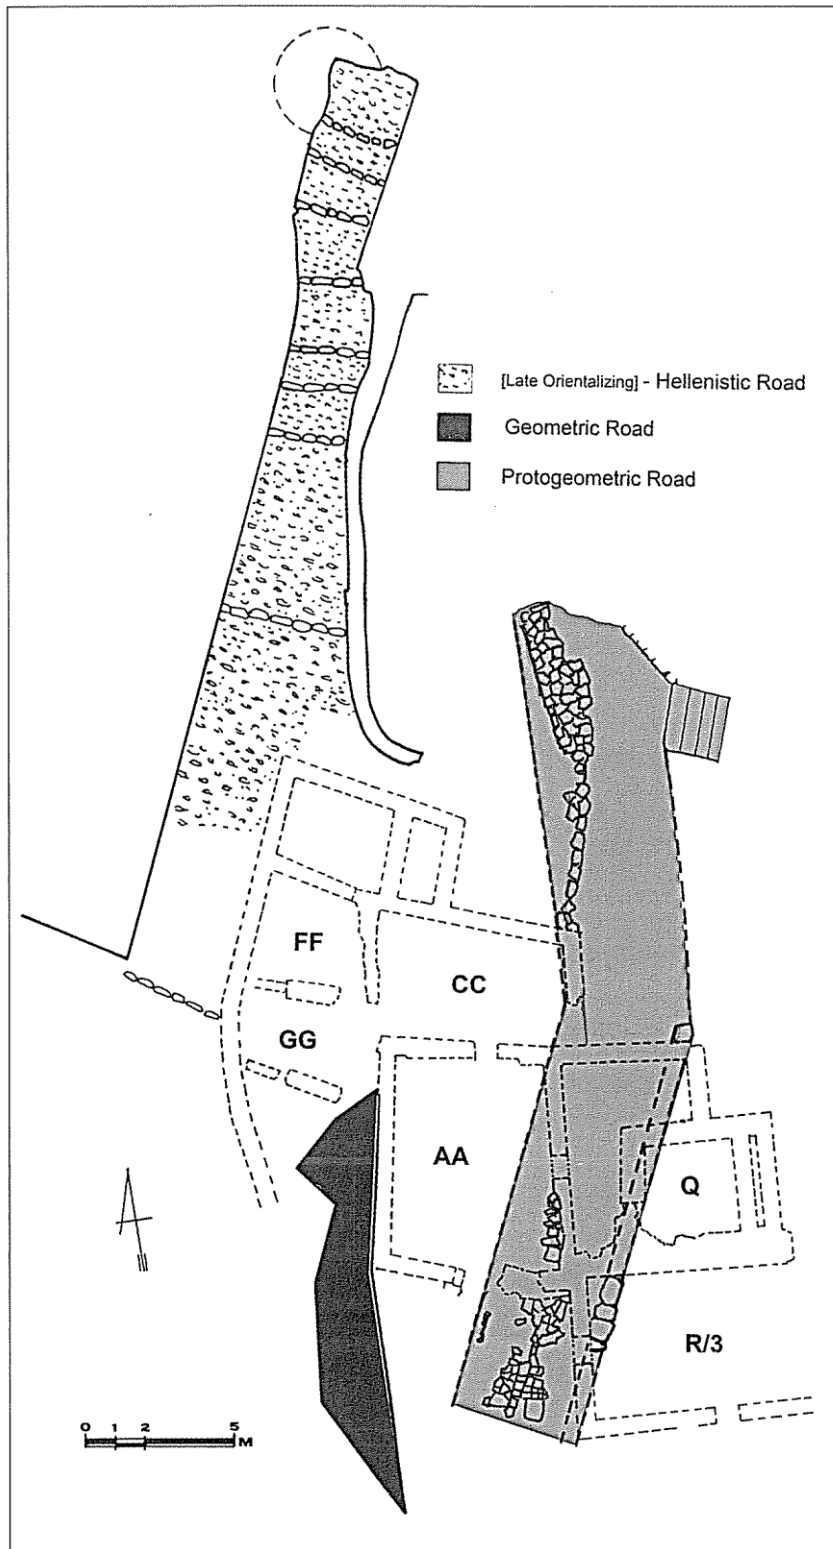 [Late Orientalizing] - Hellenistic Road
Geometric Road
Protogeometric Road
FF
CC
GG
AA
Q
R/3
0 1 2 5
M